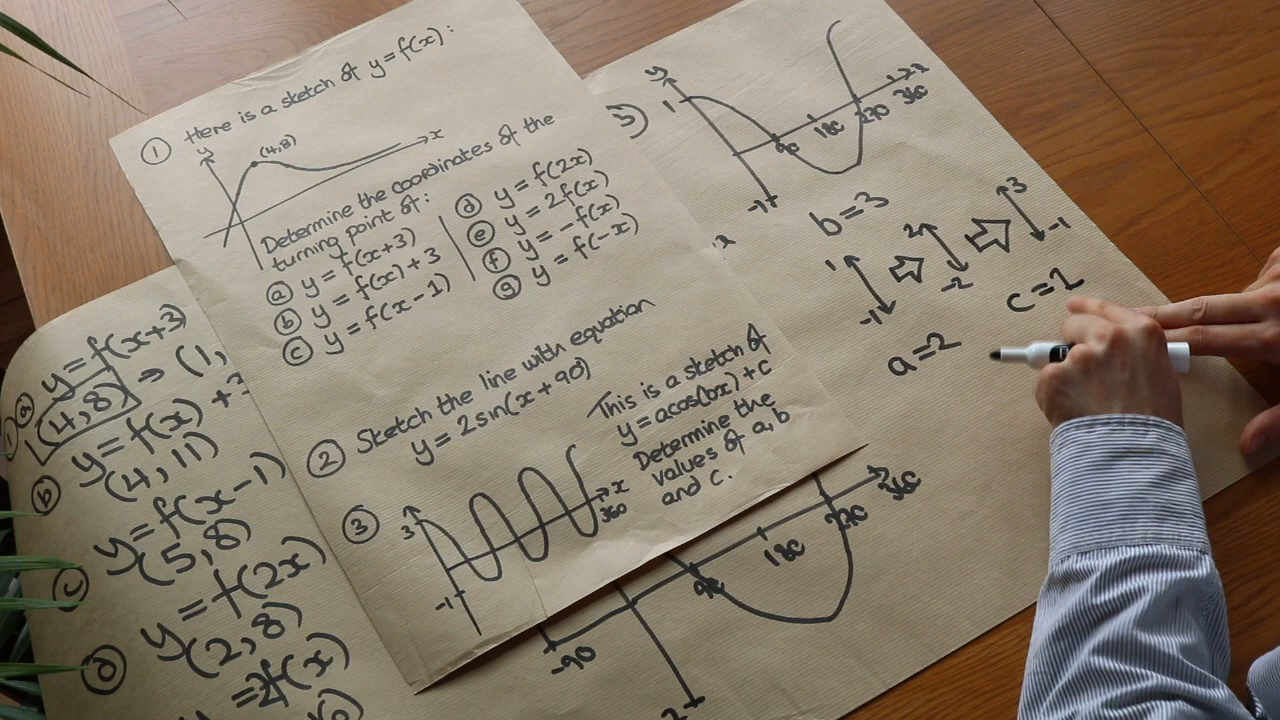 ① Here is a sketch of y=f(x):
y
(4,8)
x
Determine the coordinates of the
turning point of:
ⓐ y=f(x+3)
ⓑ y=f(x)+3
ⓒ y=f(x-1)
ⓓ y=f(2x)
ⓔ y=2f(x)
ⓕ y=-f(x)
ⓖ y=f(-x)
② Sketch the line with equation
y=2sin(x+90)
③
3
-1
x
360
This is a sketch of
y=acos(bx)+c
Determine the
values of a, b
and c.
1
ⓐ y=f(x+3)
(4,8) ⇒ (1,
ⓑ y=f(x)+3
(4,11)
ⓒ y=f(x-1)
(5,8)
ⓓ y=f(2x)
(2,8)
=2f(x)
3)
y
1
-1
90
180
270
360
x
b=3
1
-1
2
-2
3
-1
c=1
a=2
-90
90
180
270
360